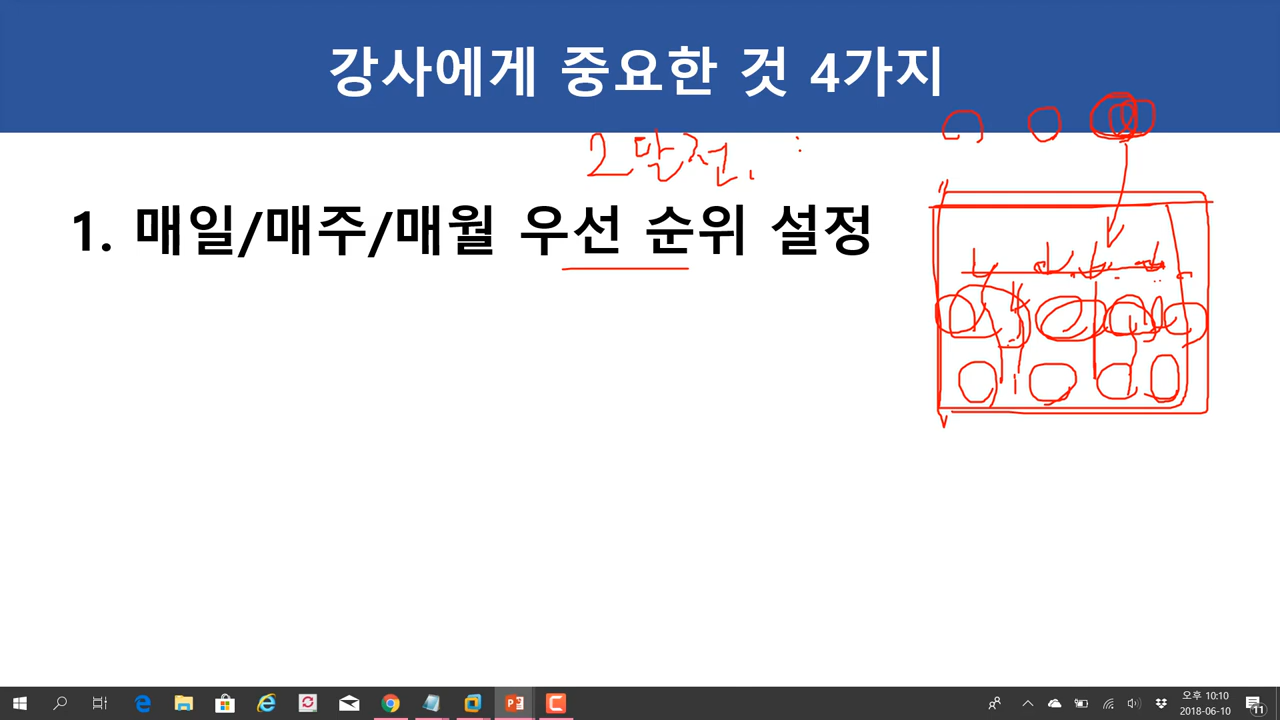 강사에게 중요한 것 4가지
2달전.
1. 매일/매주/매월 우선 순위 설정
오후 10:10
2018-06-10
11